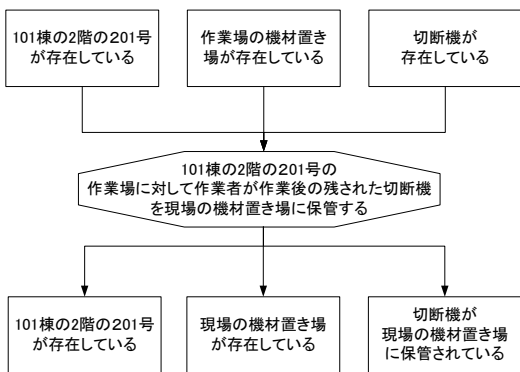 101棟の2階の201号
が存在している
作業場の機材置き
場が存在している
切断機が
存在している
101棟の2階の201号の
作業場に対して作業者が作業後の残された切断機
を現場の機材置き場に保管する
101棟の2階の201号
が存在している
現場の機材置き場
が存在している
切断機が
現場の機材置き場
に保管されている